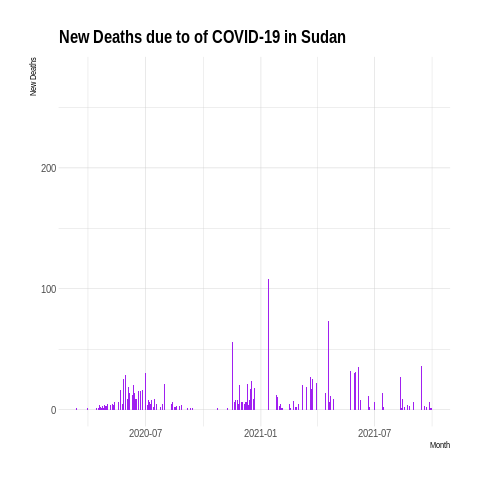 New Deaths due to of COVID-19 in Sudan
New Deaths
200
100
0
2020-07 2021-01 2021-07
Month